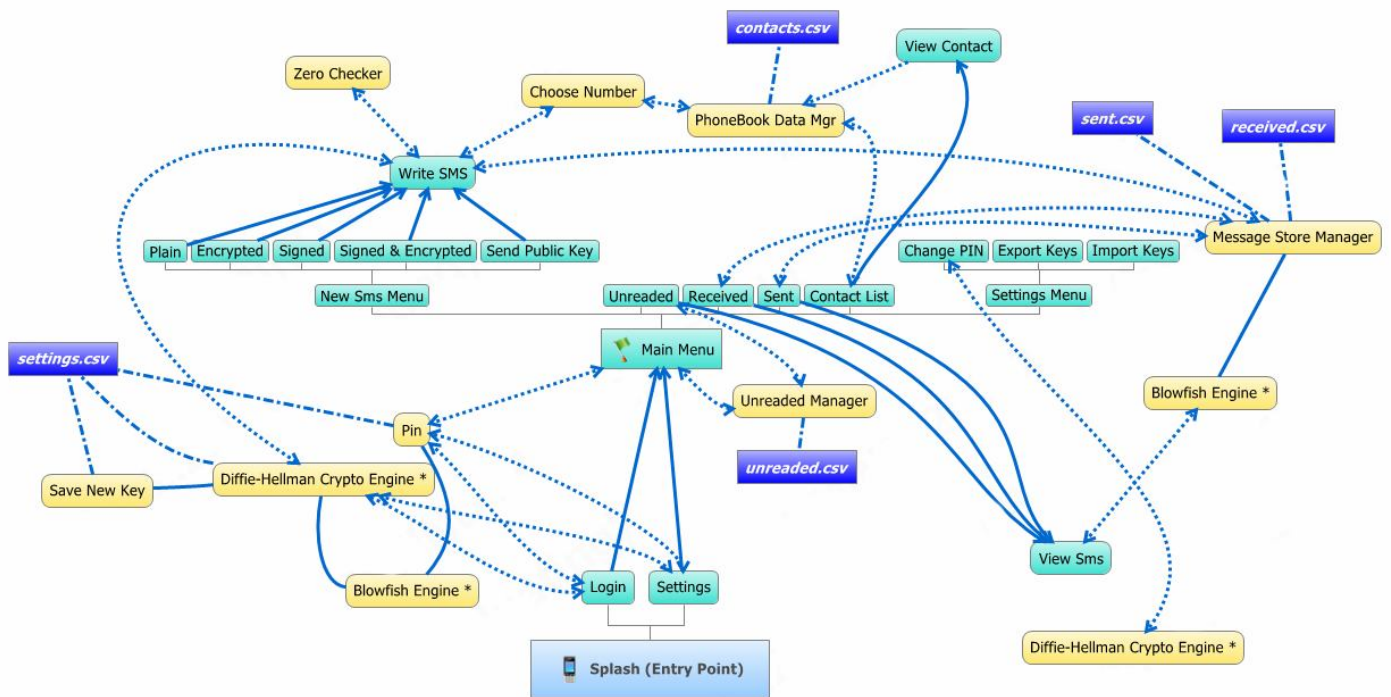 contacts.csv
View Contact
Zero Checker
Choose Number
PhoneBook Data Mgr
sent.csv
received.csv
Write SMS
Message Store Manager
Plain
Encrypted
Signed
Signed & Encrypted
Send Public Key
Change PIN
Export Keys
Import Keys
New Sms Menu
Unreaded
Received
Sent
Contact List
Settings Menu
settings.csv
Main Menu
Unreaded Manager
Blowfish Engine *
Pin
unreaded.csv
Save New Key
Diffie-Hellman Crypto Engine *
View Sms
Blowfish Engine *
Login
Settings
Diffie-Hellman Crypto Engine *
Splash (Entry Point)